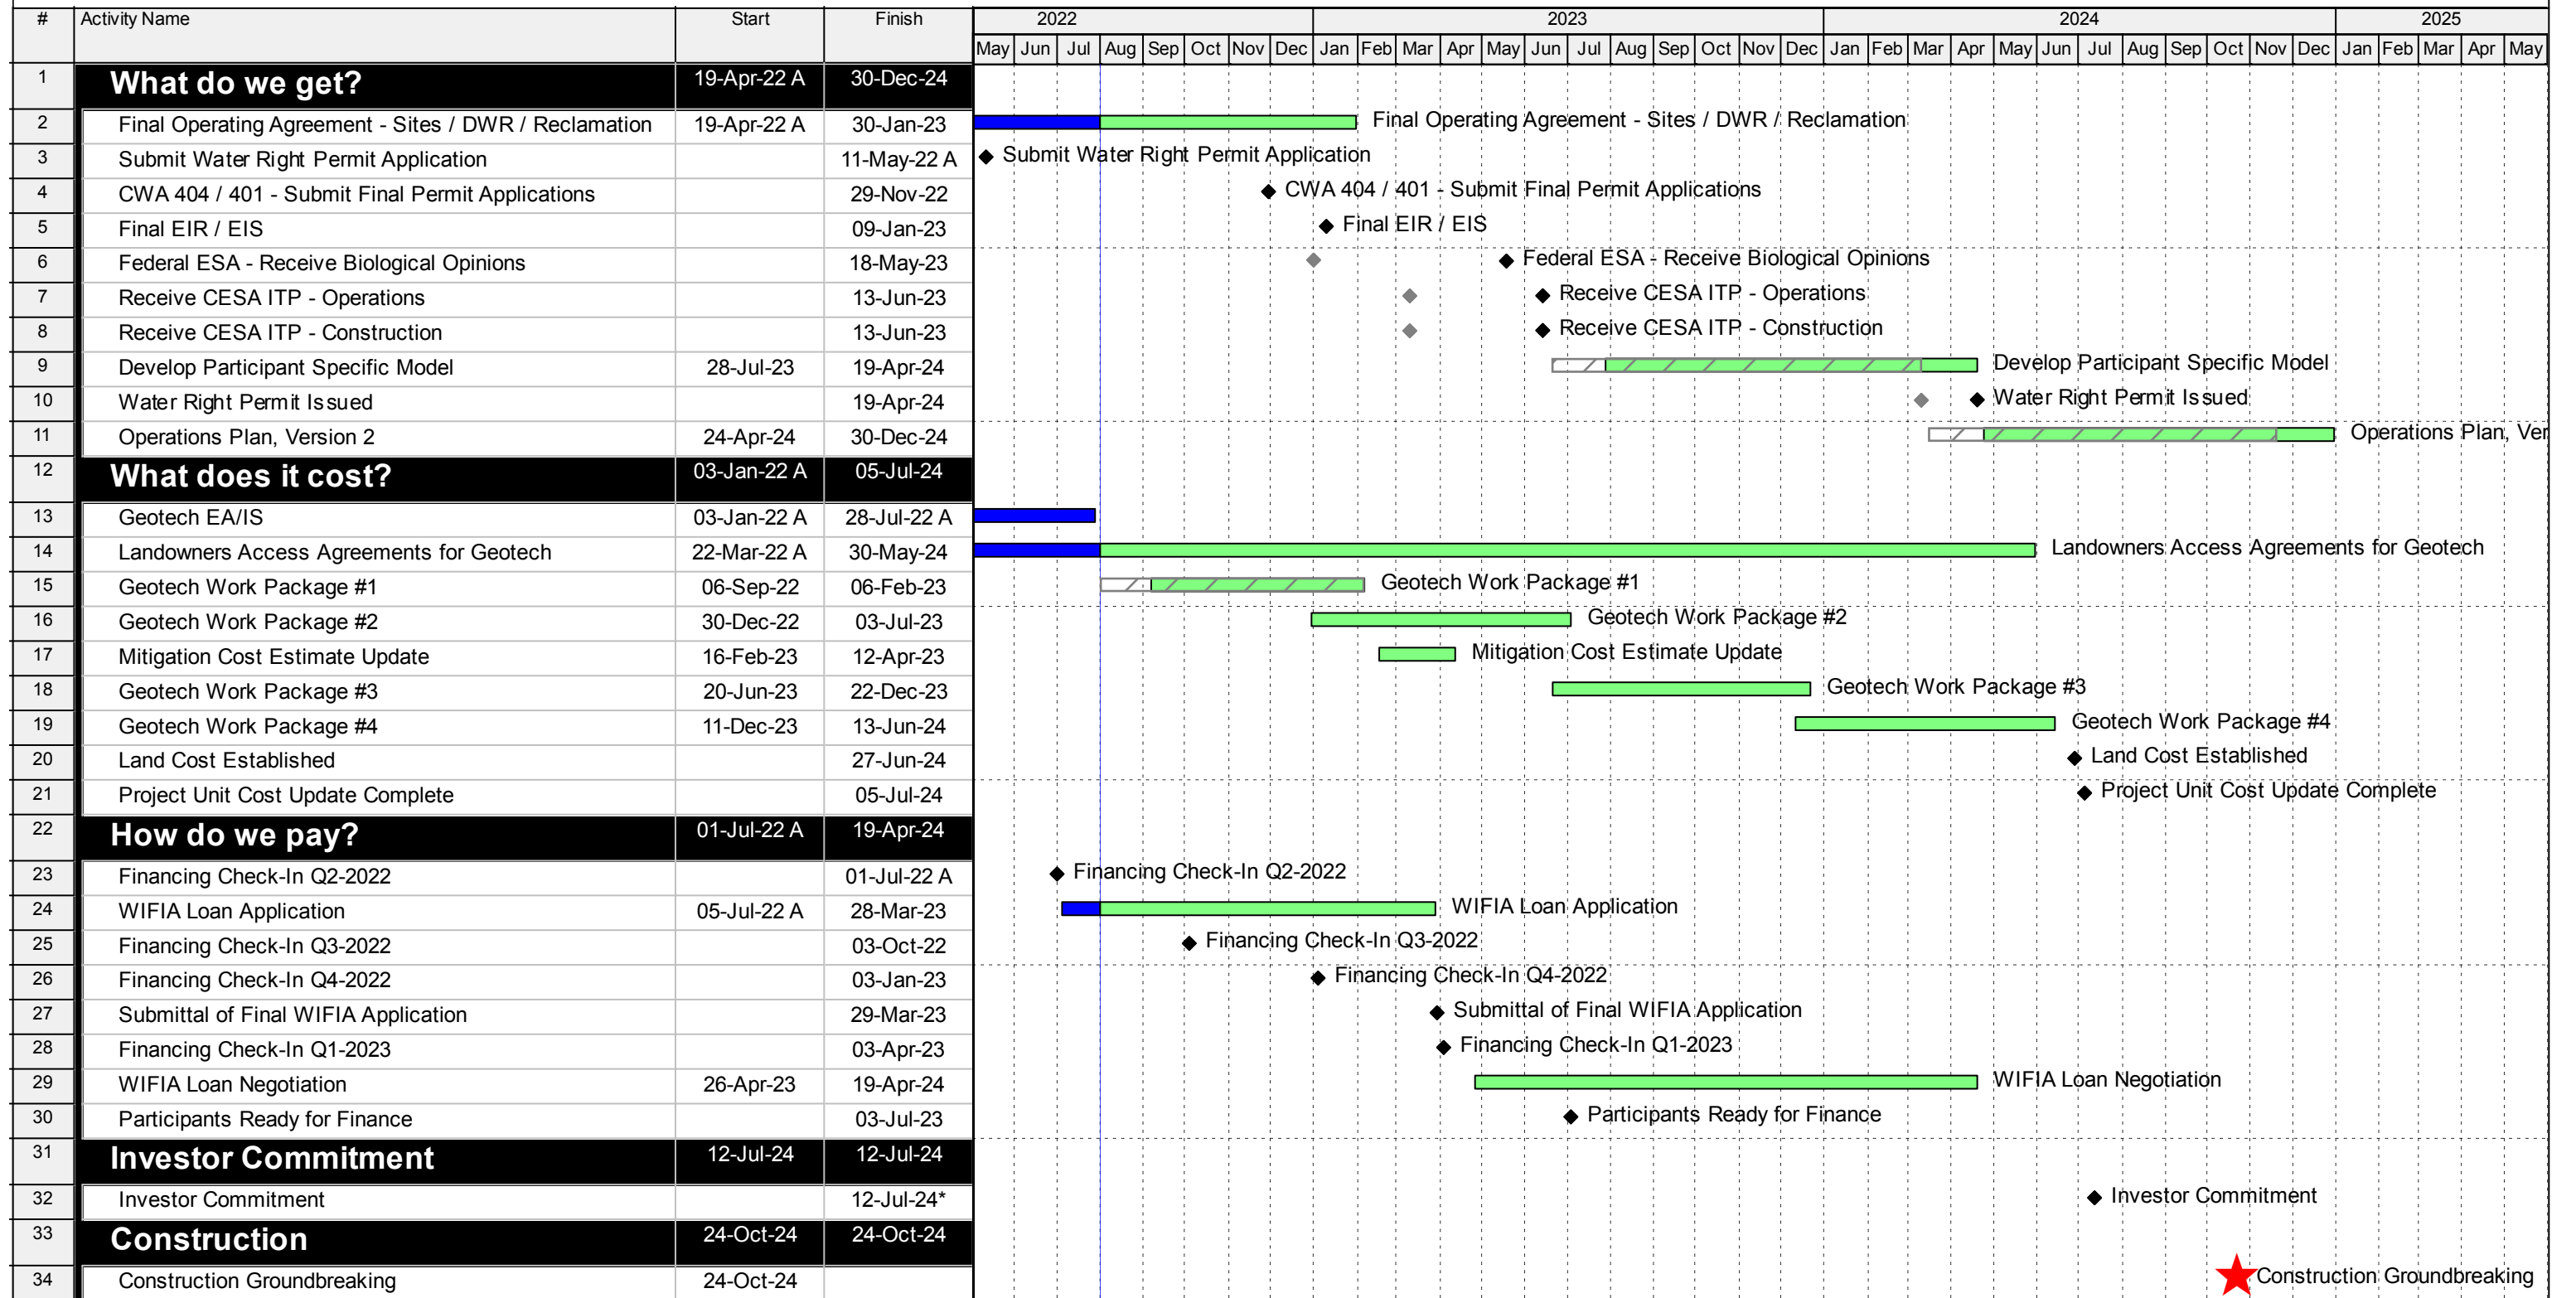 # Activity Name Start Finish 2022 2023 2024 2025
May Jun Jul Aug Sep Oct Nov Dec Jan Feb Mar Apr May Jun Jul Aug Sep Oct Nov Dec Jan Feb Mar Apr May Jun Jul Aug Sep Oct Nov Dec Jan Feb Mar Apr May
1 What do we get? 19-Apr-22 A 30-Dec-24
2 Final Operating Agreement - Sites / DWR / Reclamation 19-Apr-22 A 30-Jan-23 Final Operating Agreement - Sites / DWR / Reclamation
3 Submit Water Right Permit Application 11-May-22 A Submit Water Right Permit Application
4 CWA 404 / 401 - Submit Final Permit Applications 29-Nov-22 CWA 404 / 401 - Submit Final Permit Applications
5 Final EIR / EIS 09-Jan-23 Final EIR / EIS
6 Federal ESA - Receive Biological Opinions 18-May-23 Federal ESA - Receive Biological Opinions
7 Receive CESA ITP - Operations 13-Jun-23 Receive CESA ITP - Operations
8 Receive CESA ITP - Construction 13-Jun-23 Receive CESA ITP - Construction
9 Develop Participant Specific Model 28-Jul-23 19-Apr-24 Develop Participant Specific Model
10 Water Right Permit Issued 19-Apr-24 Water Right Permit Issued
11 Operations Plan, Version 2 24-Apr-24 30-Dec-24 Operations Plan, Ver
12 What does it cost? 03-Jan-22 A 05-Jul-24
13 Geotech EA/IS 03-Jan-22 A 28-Jul-22 A
14 Landowners Access Agreements for Geotech 22-Mar-22 A 30-May-24 Landowners Access Agreements for Geotech
15 Geotech Work Package #1 06-Sep-22 06-Feb-23 Geotech Work Package #1
16 Geotech Work Package #2 30-Dec-22 03-Jul-23 Geotech Work Package #2
17 Mitigation Cost Estimate Update 16-Feb-23 12-Apr-23 Mitigation Cost Estimate Update
18 Geotech Work Package #3 20-Jun-23 22-Dec-23 Geotech Work Package #3
19 Geotech Work Package #4 11-Dec-23 13-Jun-24 Geotech Work Package #4
20 Land Cost Established 27-Jun-24 Land Cost Established
21 Project Unit Cost Update Complete 05-Jul-24 Project Unit Cost Update Complete
22 How do we pay? 01-Jul-22 A 19-Apr-24
23 Financing Check-In Q2-2022 01-Jul-22 A Financing Check-In Q2-2022
24 WIFIA Loan Application 05-Jul-22 A 28-Mar-23 WIFIA Loan Application
25 Financing Check-In Q3-2022 03-Oct-22 Financing Check-In Q3-2022
26 Financing Check-In Q4-2022 03-Jan-23 Financing Check-In Q4-2022
27 Submittal of Final WIFIA Application 29-Mar-23 Submittal of Final WIFIA Application
28 Financing Check-In Q1-2023 03-Apr-23 Financing Check-In Q1-2023
29 WIFIA Loan Negotiation 26-Apr-23 19-Apr-24 WIFIA Loan Negotiation
30 Participants Ready for Finance 03-Jul-23 Participants Ready for Finance
31 Investor Commitment 12-Jul-24 12-Jul-24
32 Investor Commitment 12-Jul-24* Investor Commitment
33 Construction 24-Oct-24 24-Oct-24
34 Construction Groundbreaking 24-Oct-24 Construction Groundbreaking